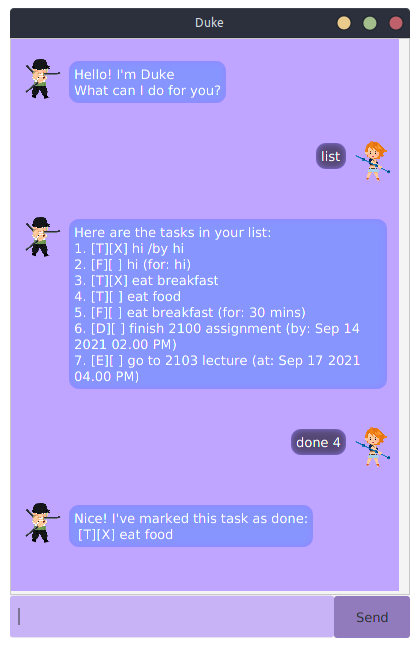 Duke
Hello! I'm Duke
What can I do for you?
list
Here are the tasks in your list:
1. [T][X] hi /by hi
2. [F][ ] hi (for: hi)
3. [T][X] eat breakfast
4. [T][ ] eat food
5. [F][ ] eat breakfast (for: 30 mins)
6. [D][ ] finish 2100 assignment (by: Sep 14
2021 02.00 PM)
7. [E][ ] go to 2103 lecture (at: Sep 17 2021
04.00 PM)
done 4
Nice! I've marked this task as done:
[T][X] eat food
Send